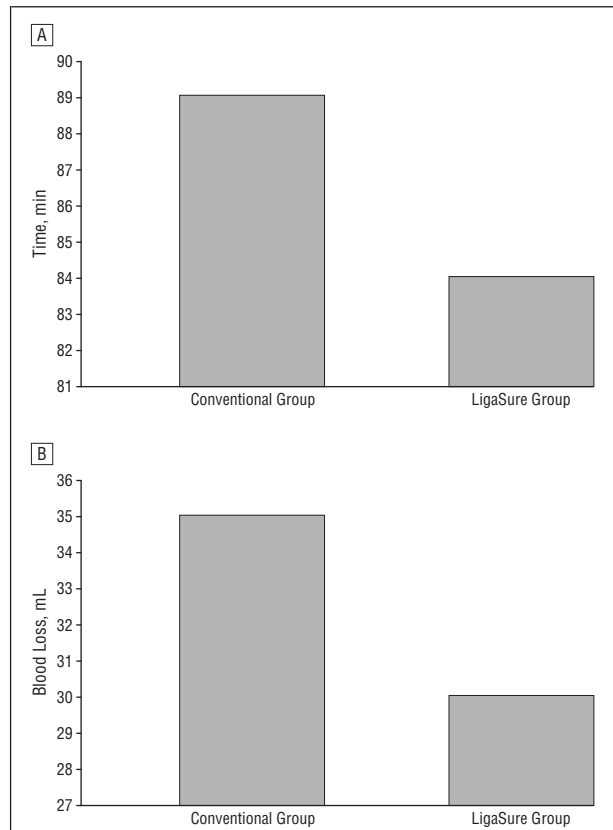 A
90
89
88
87
86
85
84
83
82
81
Time, min
Conventional Group
LigaSure Group
B
36
35
34
33
32
31
30
29
28
27
Blood Loss, mL
Conventional Group
LigaSure Group